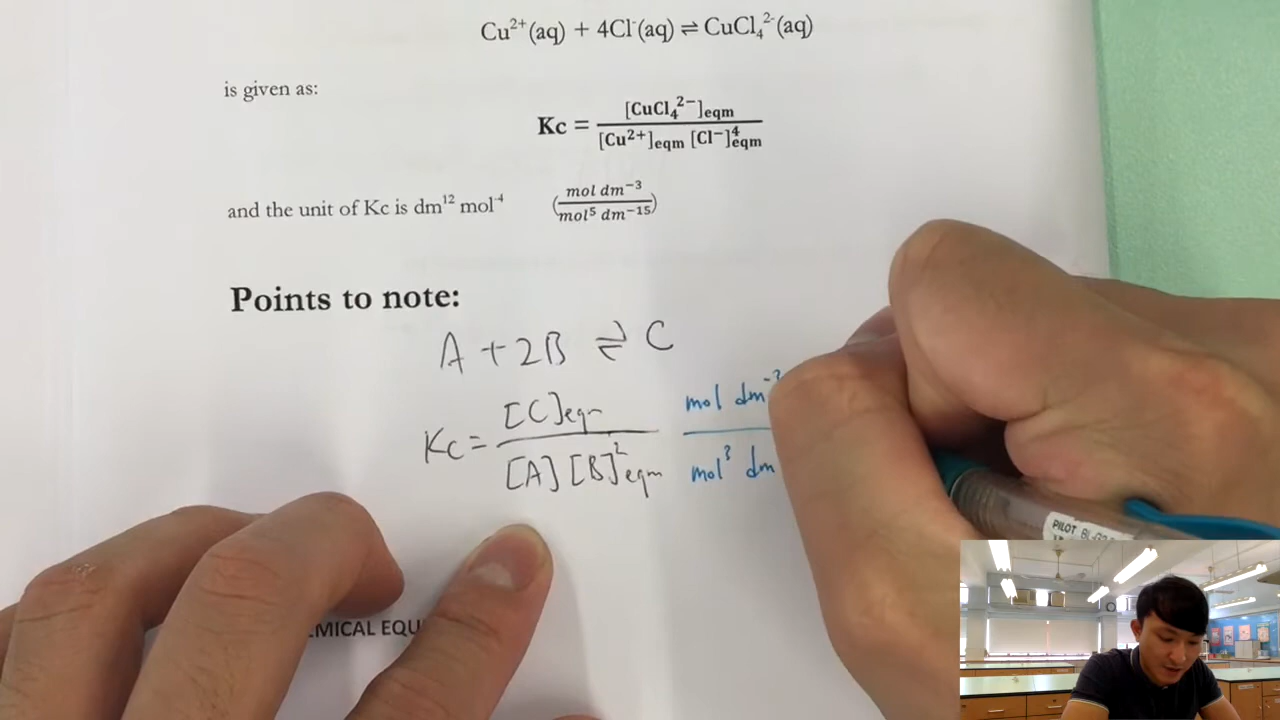 Cu²⁺(aq) + 4Cl⁻(aq) ⇌ CuCl₄²⁻(aq)
is given as:
Kc = [CuCl₄²⁻]eqm / [Cu²⁺]eqm [Cl⁻]⁴eqm
and the unit of Kc is dm¹² mol⁻⁴ (mol dm⁻³ / mol⁵ dm⁻¹⁵)
Points to note:
A + 2B ⇌ C
Kc = [C]eqm / [A][B]²eqm mol dm⁻³ / mol³ dm
PILOT